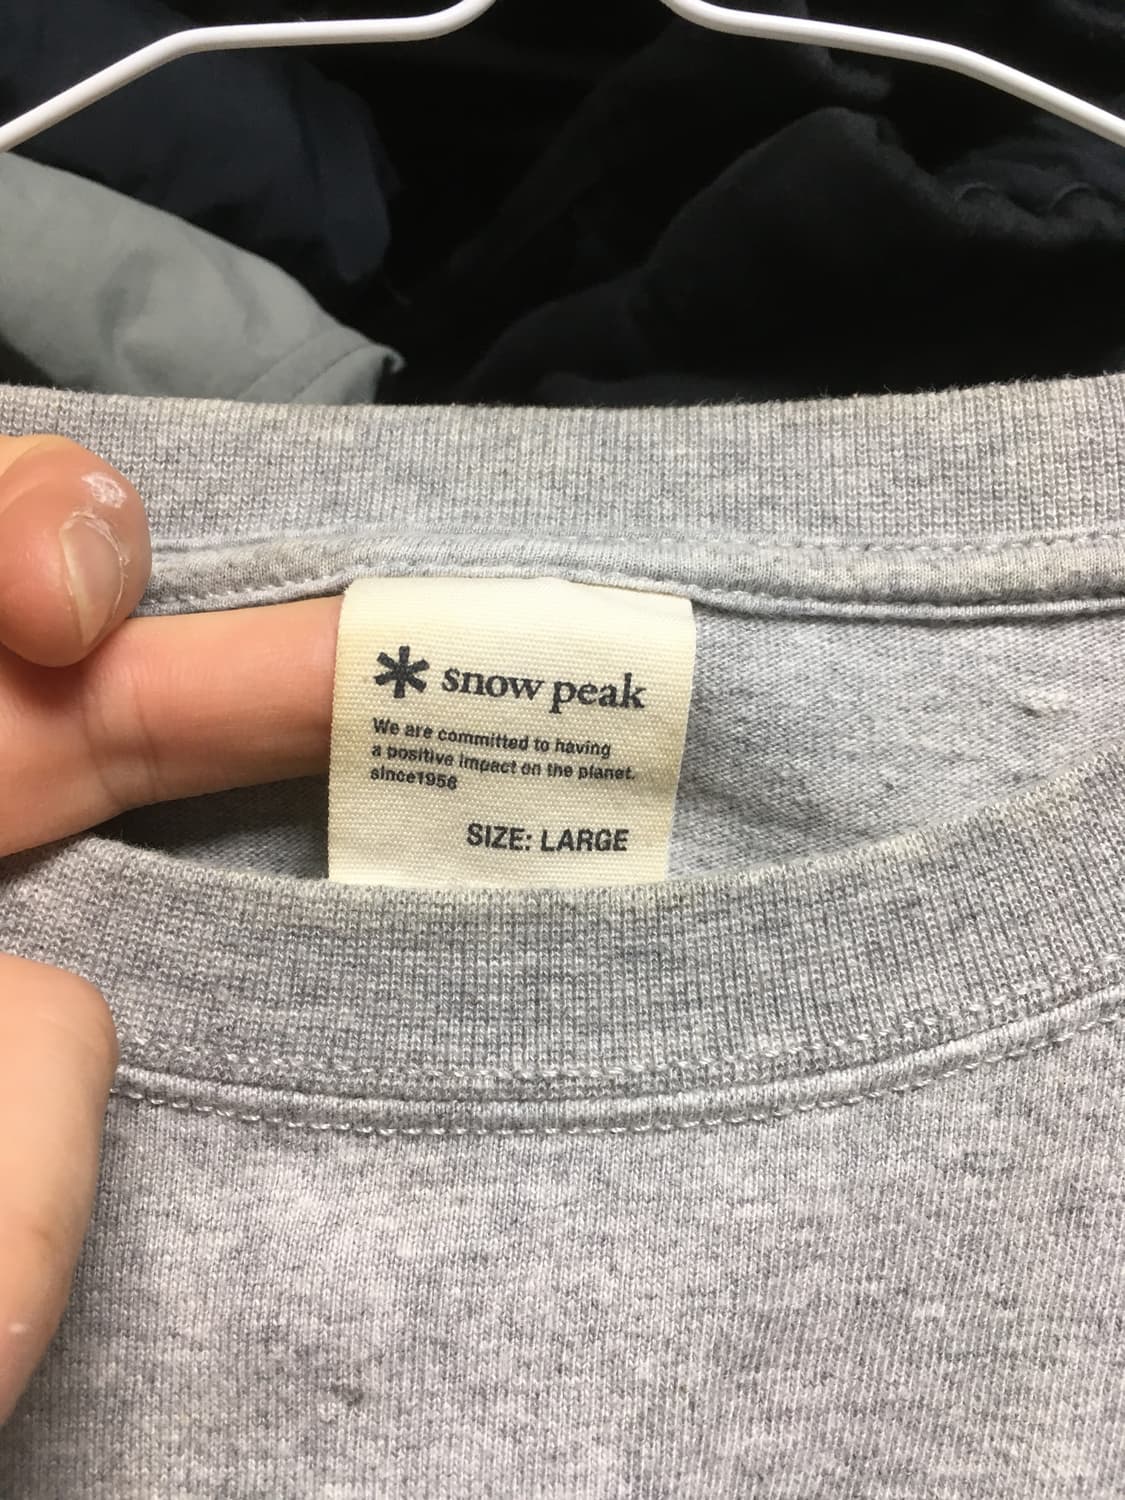 snow peak
We are committed to having
a positive impact on the planet.
since1958
SIZE: LARGE